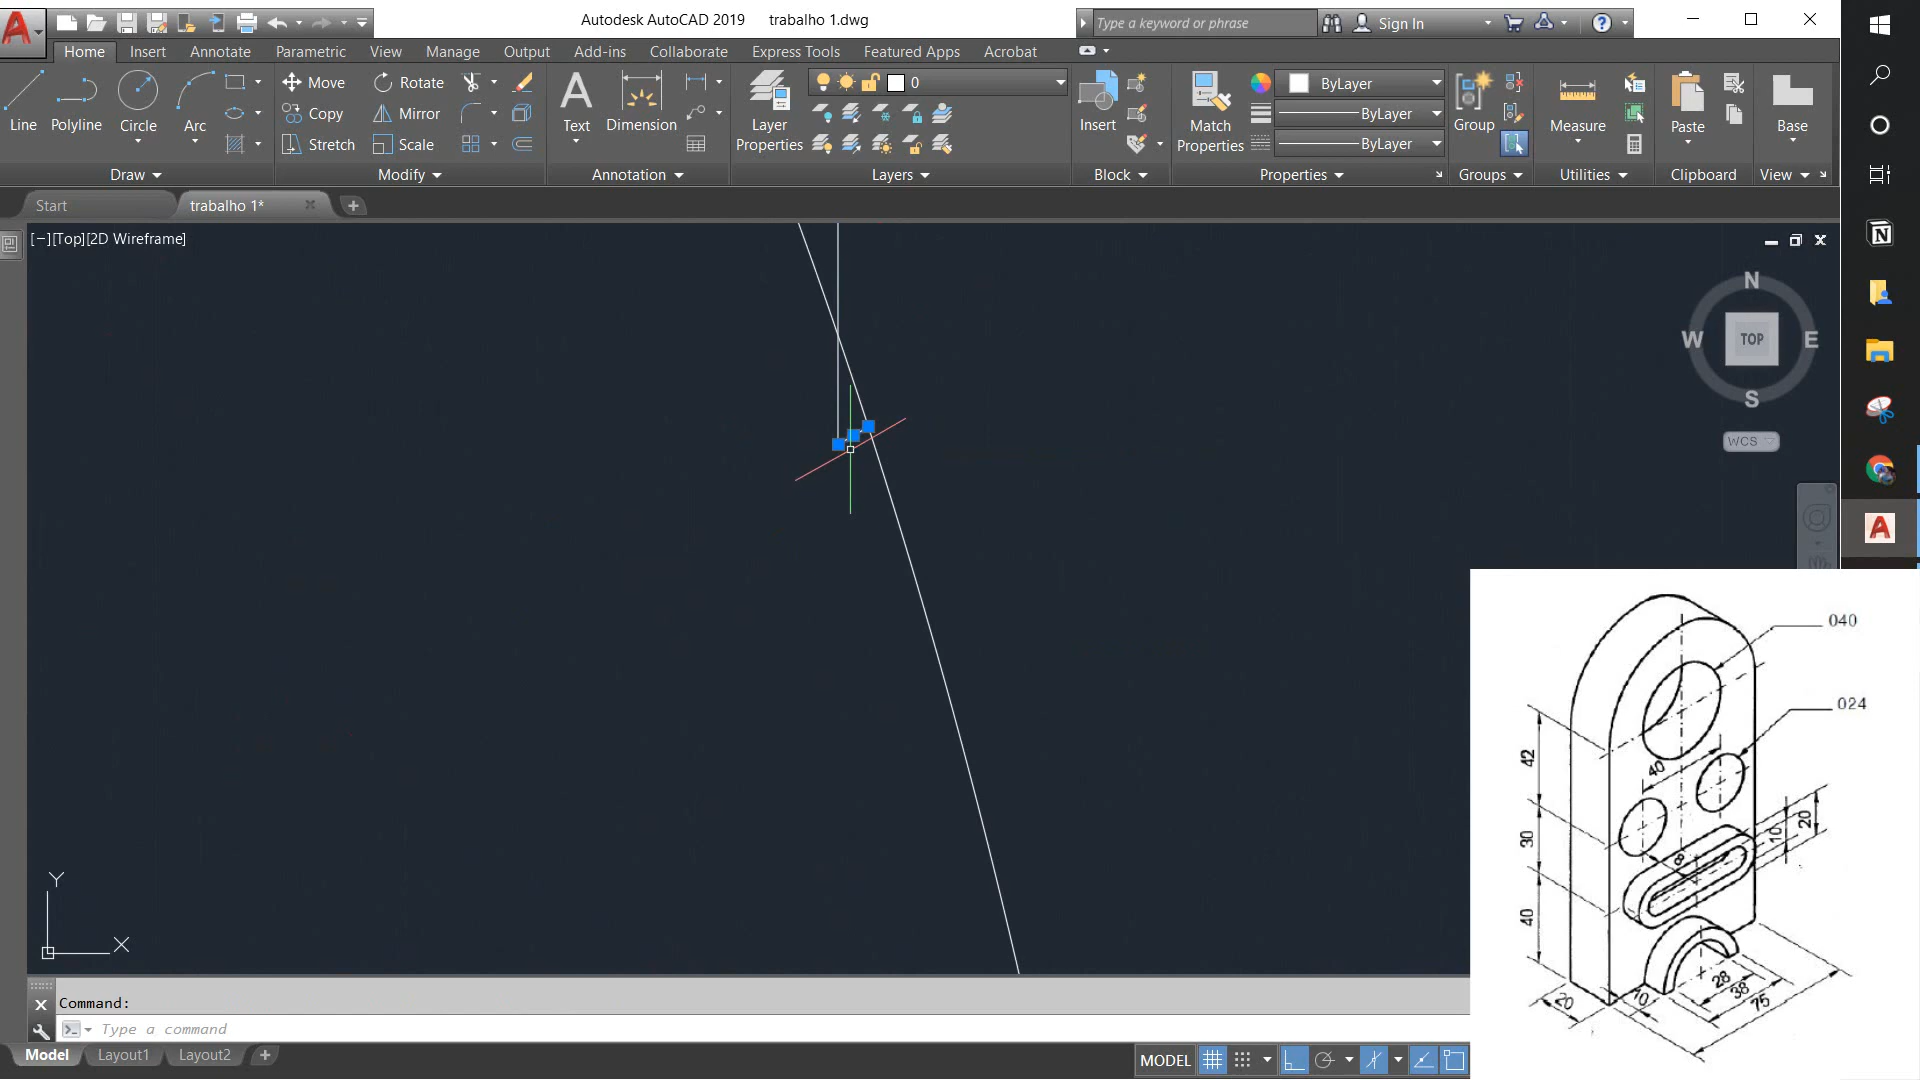 Autodesk AutoCAD 2019 trabalho 1.dwg
Type a keyword or phrase
Sign In
Home Insert Annotate Parametric View Manage Output Add-ins Collaborate Express Tools Featured Apps Acrobat
Line Polyline Circle Arc
Move Rotate
Copy Mirror
Stretch Scale
Text Dimension
Layer Properties
0
Insert
Match Properties
ByLayer
ByLayer
ByLayer
Group
Measure
Paste
Base
Draw Modify Annotation Layers Block Properties Groups Utilities Clipboard View
Start trabalho 1*
[−][Top][2D Wireframe]
N
W TOP E
S
WCS
Y
X
040
024
42
40
30
10
20
8
40
20
10
28
38
75
Command:
Type a command
Model Layout1 Layout2
MODEL